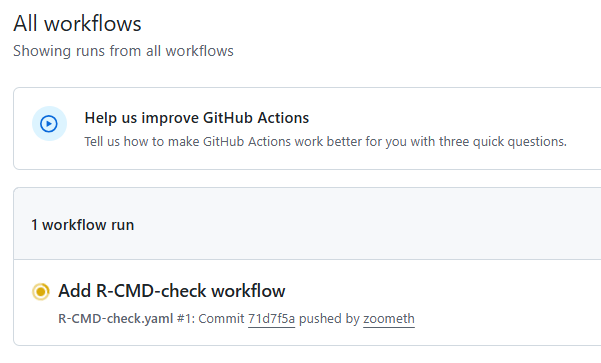 All workflows
Showing runs from all workflows
Help us improve GitHub Actions
Tell us how to make GitHub Actions work better for you with three quick questions.
1 workflow run
Add R-CMD-check workflow
R-CMD-check.yaml #1: Commit 71d7f5a pushed by zoometh